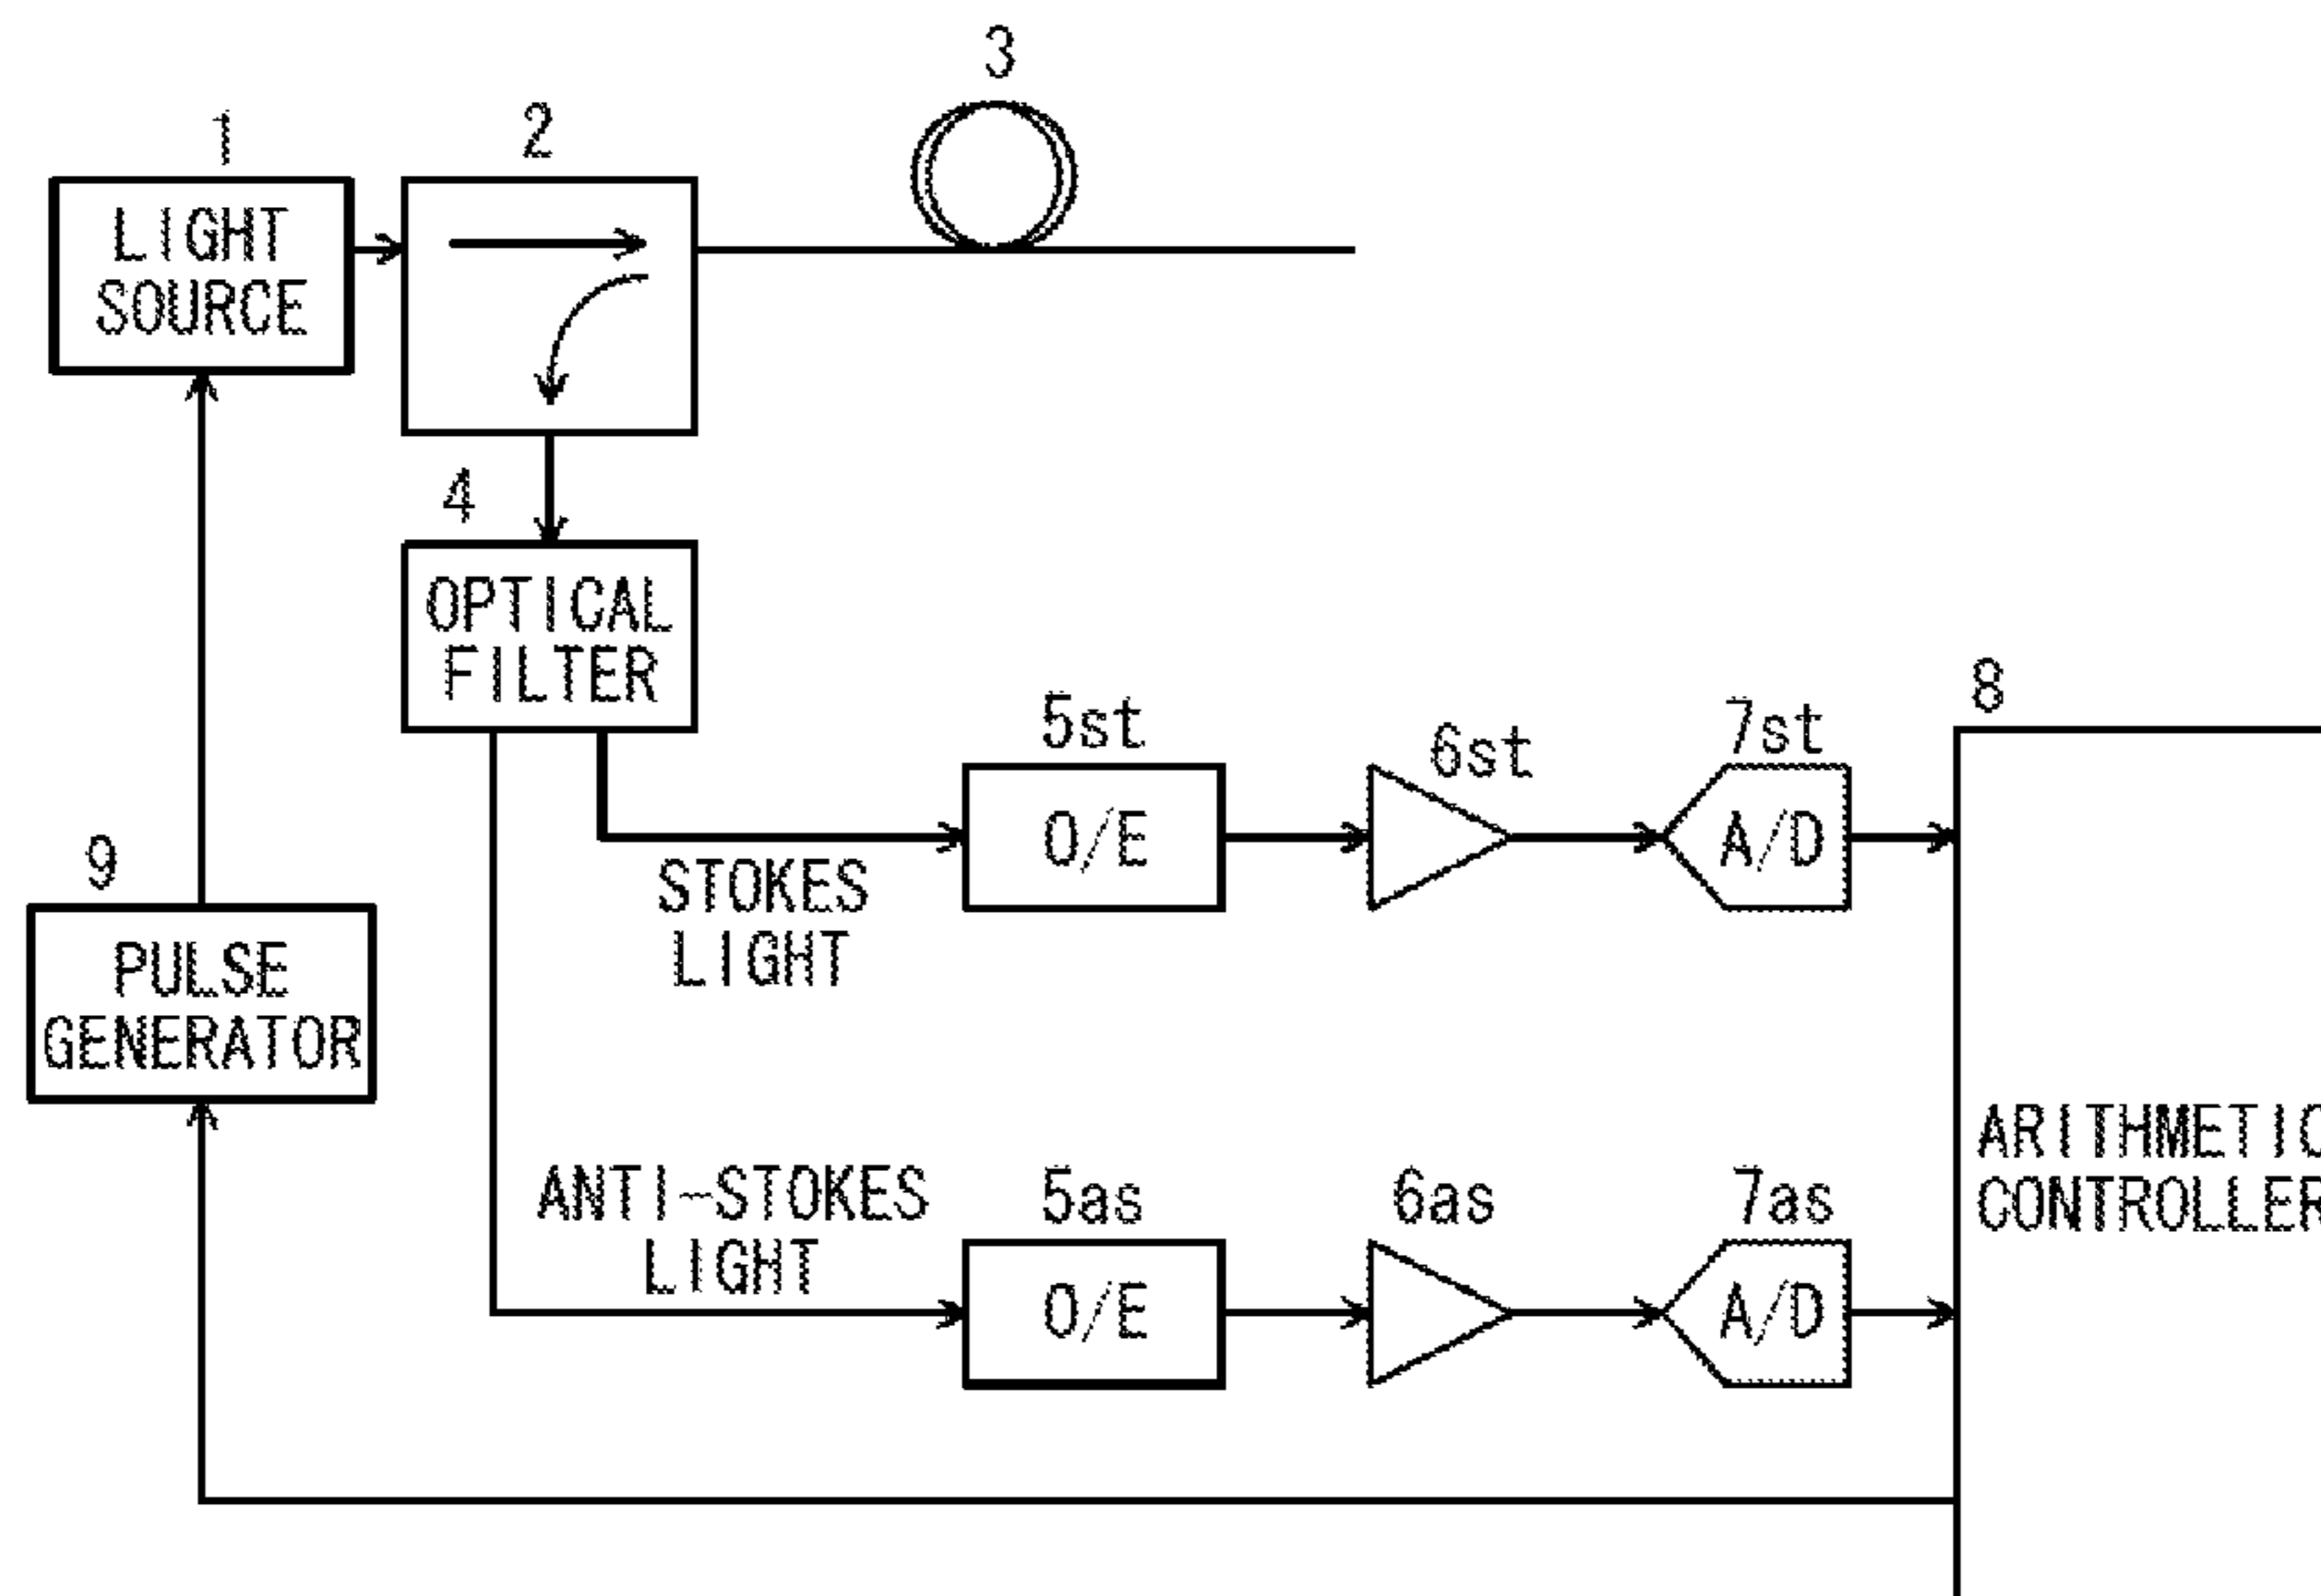 3
1
2
LIGHT
SOURCE
4
OPTICAL
FILTER
8
5st
6st
7st
O/E
A/D
9
STOKES
LIGHT
PULSE
GENERATOR
ARITHMETIC
CONTROLLER
ANTI-STOKES
LIGHT
5as
6as
7as
O/E
A/D